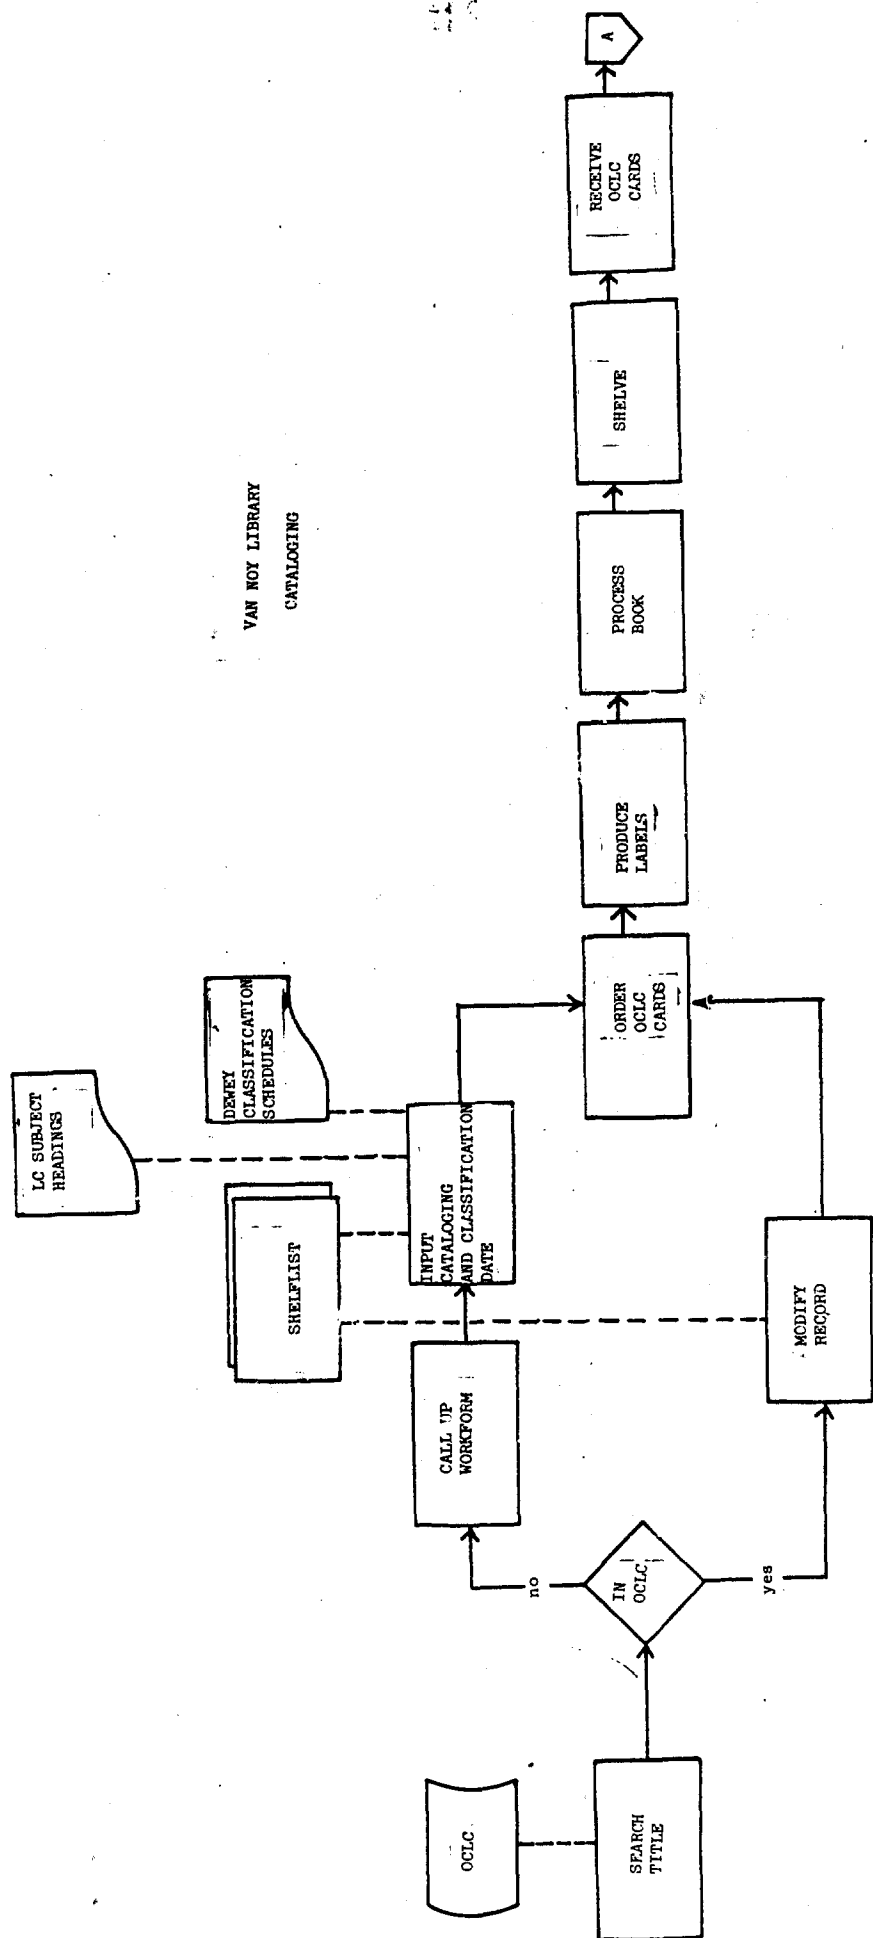 VAN NOY LIBRARY
CATALOGING
LC SUBJECT
HEADINGS
DEWEY
CLASSIFICATION
SCHEDULES
SHELFLIST
OCLC
SEARCH
TITLE
IN
OCLC
no
yes
CALL UP
WORKFORM
INPUT
CATALOGING
AND CLASSIFICATION
DATE
MODIFY
RECORD
ORDER
OCLC
CARDS
PRODUCE
LABELS
PROCESS
BOOK
SHELVE
RECEIVE
OCLC
CARDS
A